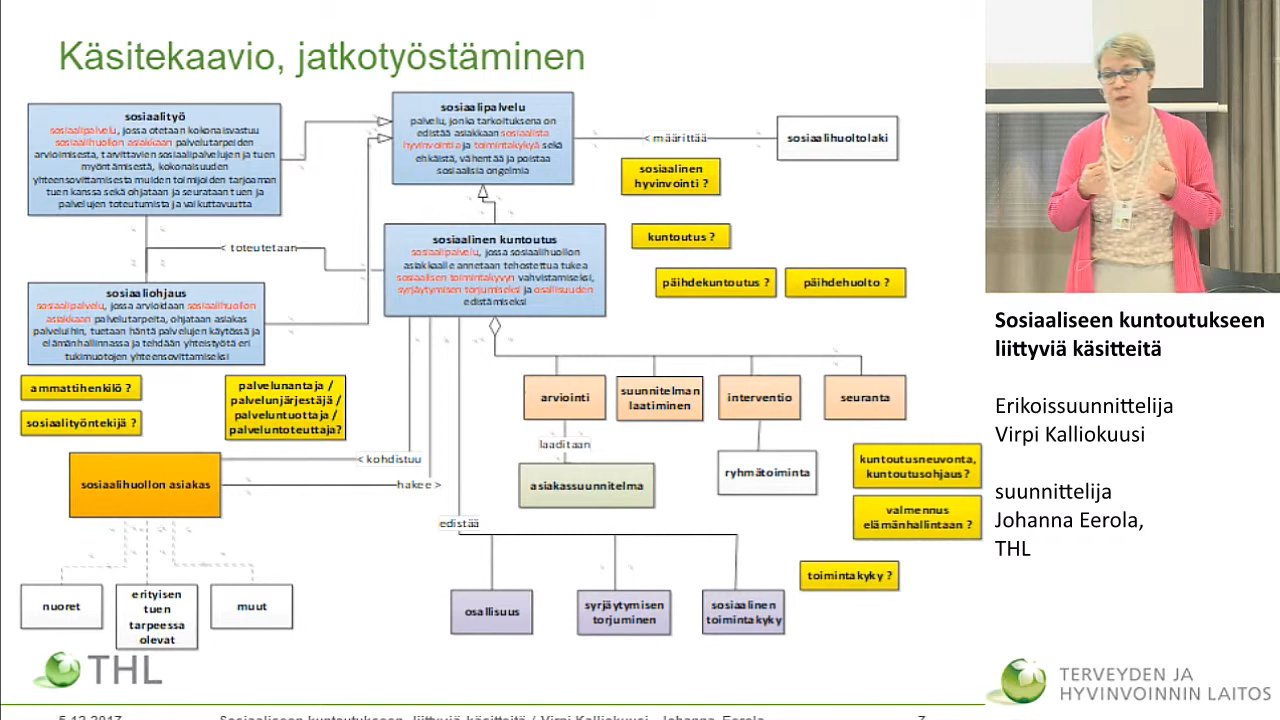 Käsitekaavio, jatkotyöstäminen
sosiaalityö
sosiaalipalvelu, jossa otetaan kokonaisvastuu
sosiaalihuollon asiakkaan palvelutarpeiden
arvioimisesta, tarvittavien sosiaalipalvelujen ja tuen
myöntämisestä, kokonaisuuden
yhteensovittamisesta muiden toimijoiden tarjoaman
tuen kanssa sekä ohjataan ja seurataan tuen ja
palvelujen toteutumista ja vaikuttavuutta
sosiaalipalvelu
palvelu, jonka tarkoituksena on
edistää asiakkaan sosiaalista
hyvinvointia ja toimintakykyä sekä
ehkäistä, vähentää ja poistaa
sosiaalisia ongelmia
< määrittää
sosiaalihuoltolaki
sosiaalinen
hyvinvointi ?
kuntoutus ?
päihdekuntoutus ?
päihdehuolto ?
< toteutetaan
sosiaalinen kuntoutus
sosiaalipalvelu, jossa sosiaalihuollon
asiakkaalle annetaan tehostettua tukea
sosiaalisen toimintakyvyn vahvistamiseksi,
syrjäytymisen torjumiseksi ja osallisuuden
edistämiseksi
sosiaaliohjaus
sosiaalipalvelu, jossa arvioidaan sosiaalihuollon
asiakkaan palvelutarpeita, ohjataan asiakas
palveluihin, tuetaan häntä palvelujen käytössä ja
elämänhallinnassa ja tehdään yhteistyötä eri
tukimuotojen yhteensovittamiseksi
ammattihenkilö ?
sosiaalityöntekijä ?
palvelunantaja /
palvelunjärjestäjä /
palveluntuottaja /
palveluntoteuttaja?
arviointi
suunnitelman
laatiminen
interventio
seuranta
laaditaan
asiakassuunnitelma
ryhmätoiminta
kuntoutusneuvonta,
kuntoutusohjaus?
valmennus
elämänhallintaan ?
sosiaalihuollon asiakas
< kohdistuu
hakee >
edistää
toimintakyky ?
nuoret
erityisen
tuen
tarpeessa
olevat
muut
osallisuus
syrjäytymisen
torjuminen
sosiaalinen
toimintakyky
THL
5.12.2017
Sosiaaliseen kuntoutukseen liittyviä käsitteitä / Virpi Kalliokuusi, Johanna Eerola
7
Sosiaaliseen kuntoutukseen
liittyviä käsitteitä
Erikoissuunnittelija
Virpi Kalliokuusi
suunnittelija
Johanna Eerola,
THL
TERVEYDEN JA
HYVINVOINNIN LAITOS